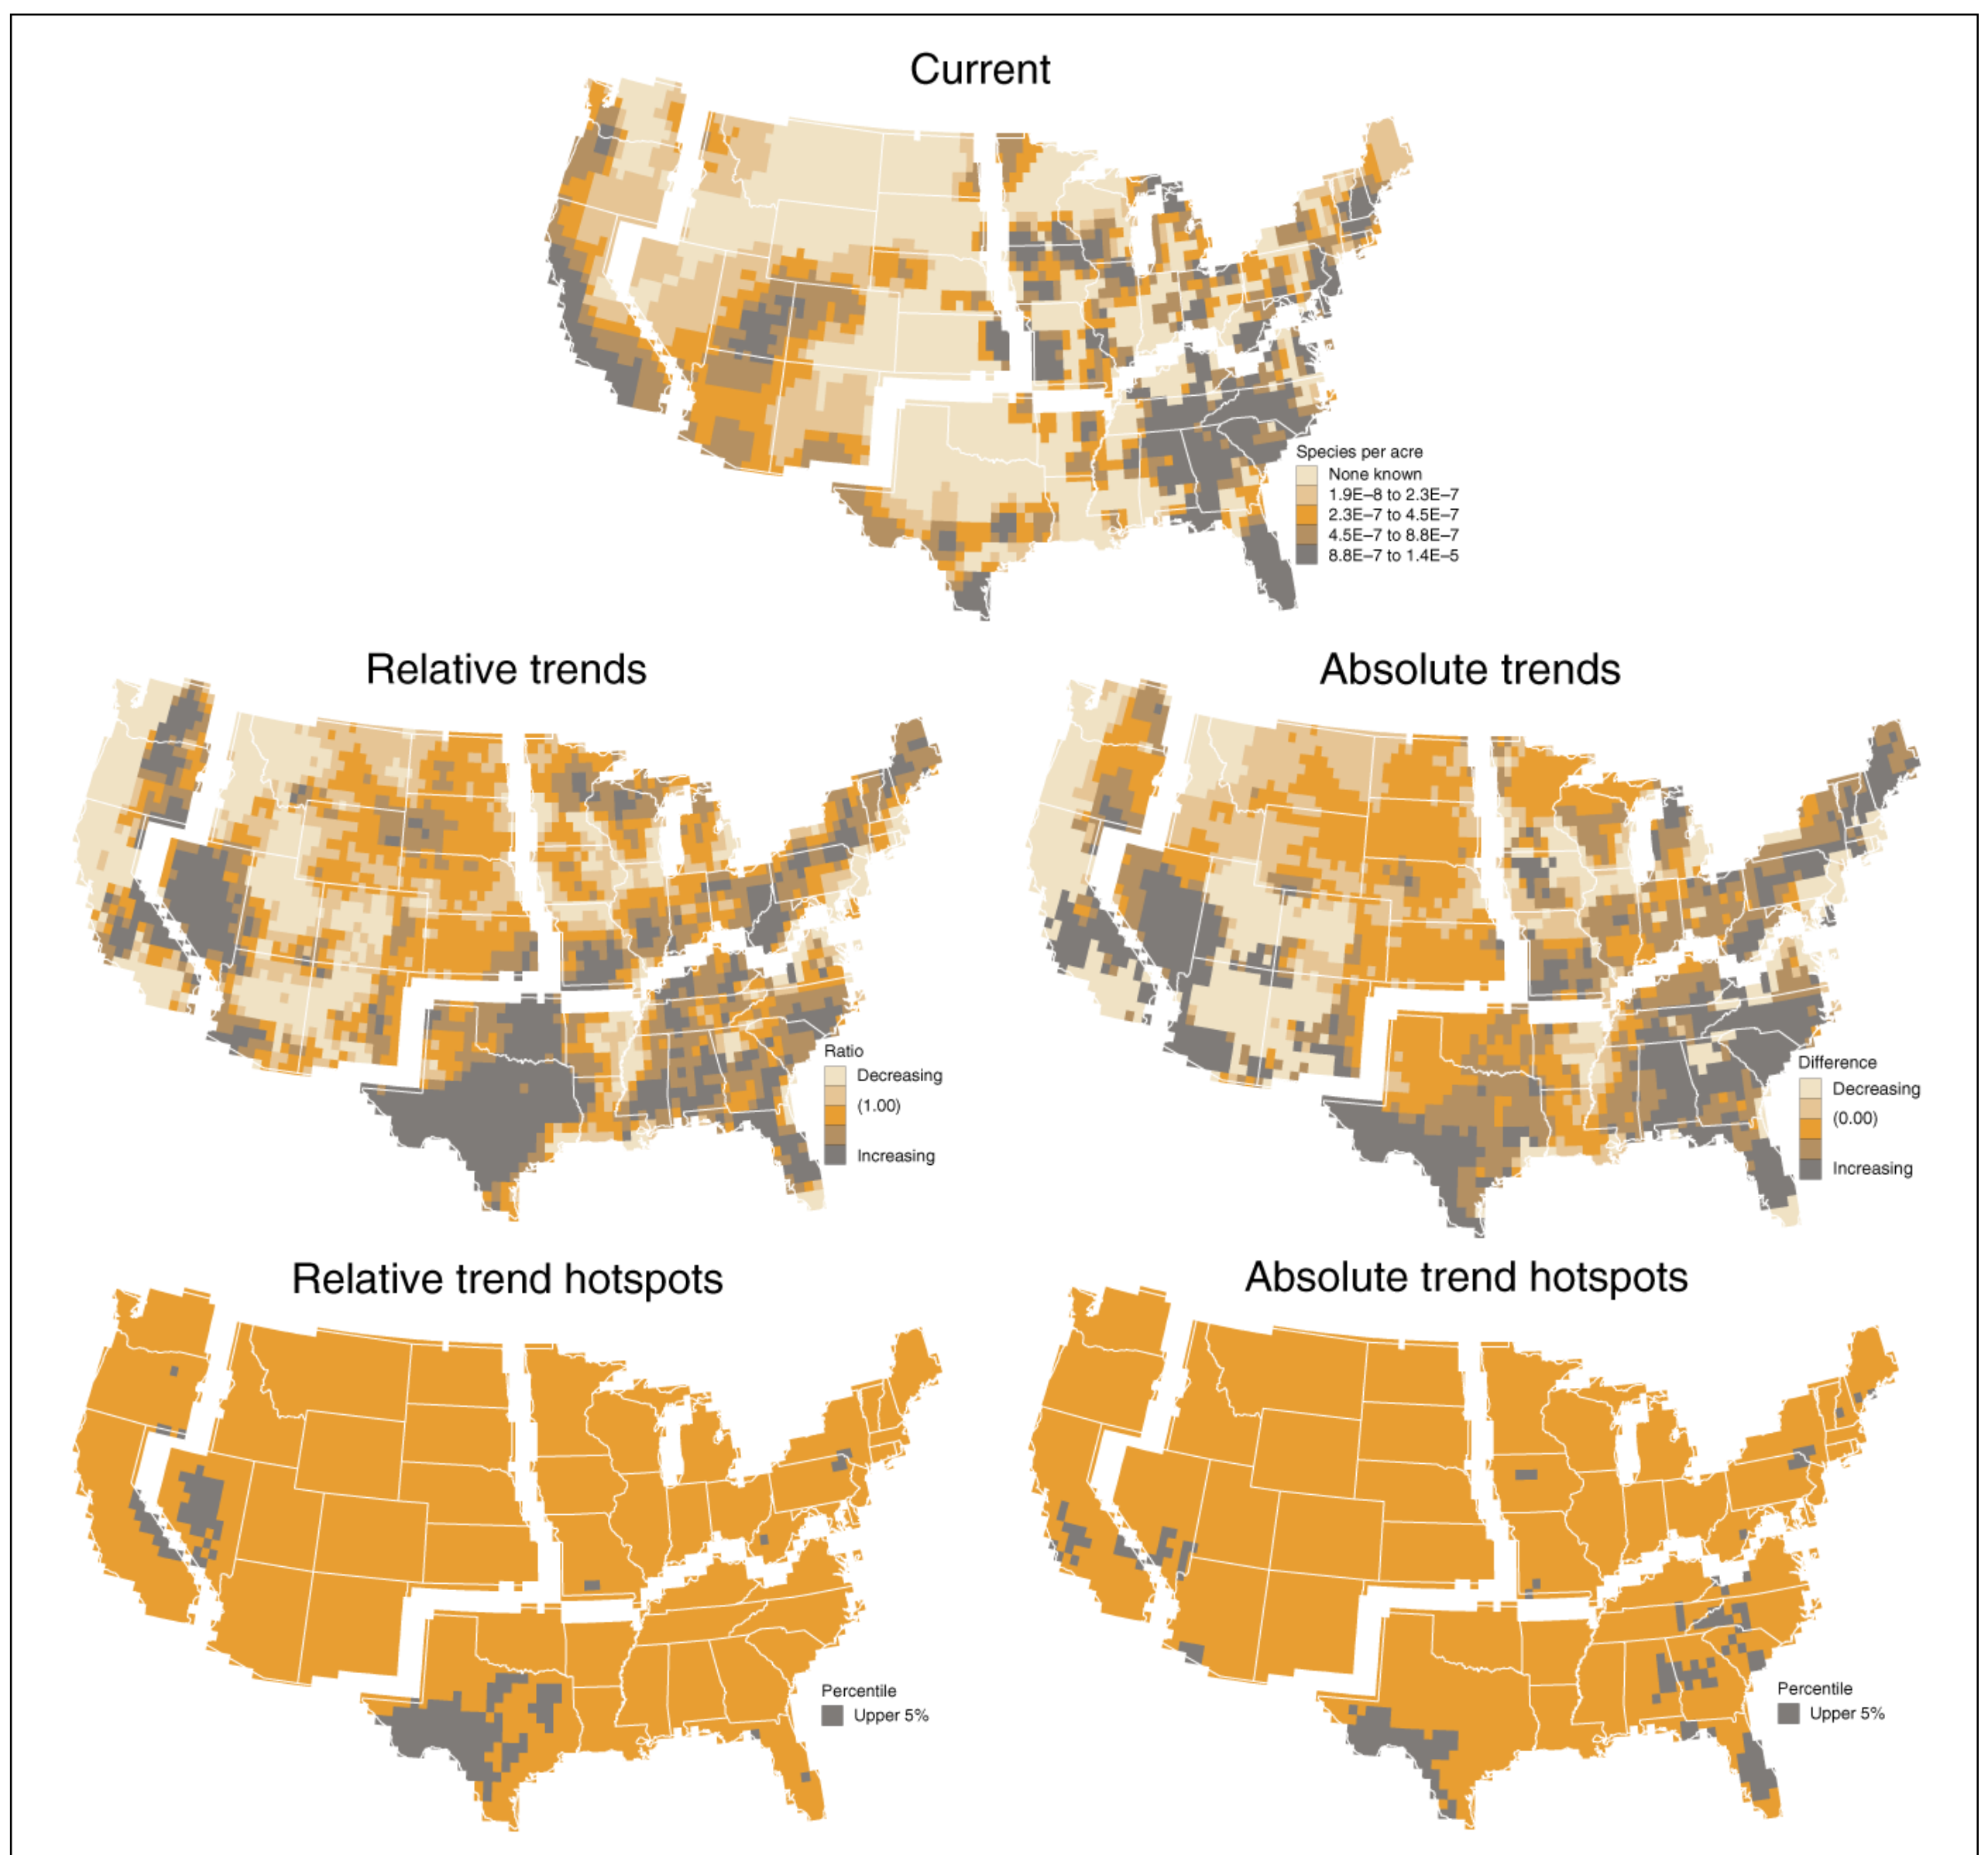 Current
Species per acre
None known
1.9E–8 to 2.3E–7
2.3E–7 to 4.5E–7
4.5E–7 to 8.8E–7
8.8E–7 to 1.4E–5
Relative trends
Ratio
Decreasing
(1.00)
Increasing
Absolute trends
Difference
Decreasing
(0.00)
Increasing
Relative trend hotspots
Percentile
Upper 5%
Absolute trend hotspots
Percentile
Upper 5%